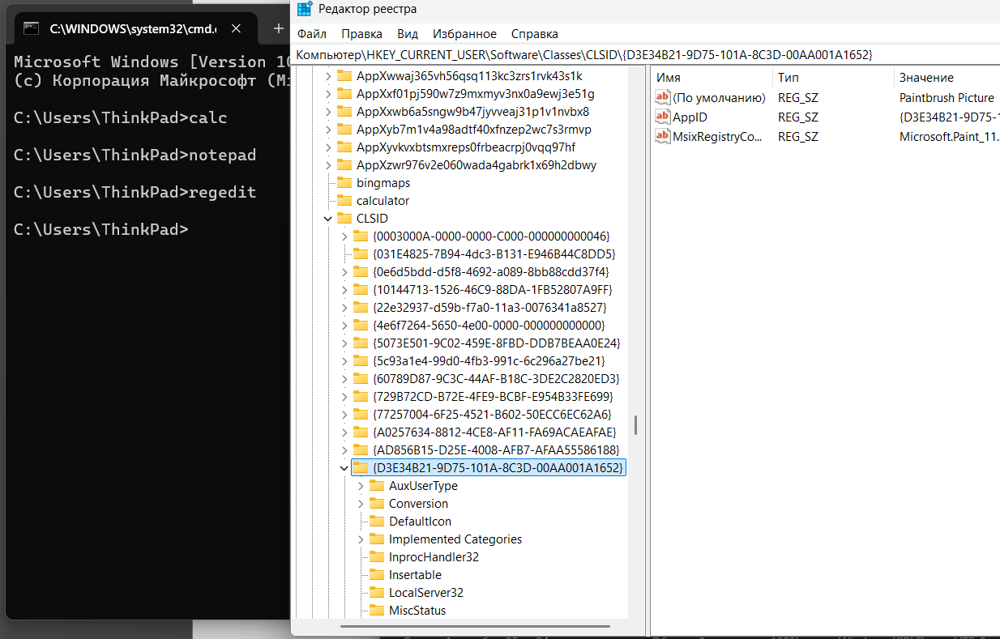 C:\WINDOWS\system32\cmd.
Microsoft Windows [Version 10
(c) Корпорация Майкрософт (Mi
C:\Users\ThinkPad>calc
C:\Users\ThinkPad>notepad
C:\Users\ThinkPad>regedit
C:\Users\ThinkPad>
Редактор реестра
Файл Правка Вид Избранное Справка
Компьютер\HKEY_CURRENT_USER\Software\Classes\CLSID\{D3E34B21-9D75-101A-8C3D-00AA001A1652}
AppXwwaj365vh56qsq113kc3zrs1rvk43s1k
AppXxf01pj590w7z9mxmyv3nx0a9ewj3e51g
AppXxwb6a5sngw9b47jyvveaj31p1v1nvbx8
AppXyb7m1v4a98adtf40xfnzep2wc7s3rmvp
AppXyvkvxbtsmxreps0frbeacrpj0vqq97hf
AppXzwr976v2e060wada4gabrk1x69h2dbwy
bingmaps
calculator
CLSID
{0003000A-0000-0000-C000-000000000046}
{031E4825-7B94-4dc3-B131-E946B44C8DD5}
{0e6d5bdd-d5f8-4692-a089-8bb88cdd37f4}
{10144713-1526-46C9-88DA-1FB52807A9FF}
{22e32937-d59b-f7a0-11a3-0076341a8527}
{4e6f7264-5650-4e00-0000-000000000000}
{5073E501-9C02-459E-8FBD-DDB7BEAA0E24}
{5c93a1e4-99d0-4fb3-991c-6c296a27be21}
{60789D87-9C3C-44AF-B18C-3DE2C2820ED3}
{729B72CD-B72E-4FE9-BCBF-E954B33FE699}
{77257004-6F25-4521-B602-50ECC6EC62A6}
{A0257634-8812-4CE8-AF11-FA69ACAEAFAE}
{AD856B15-D25E-4008-AFB7-AFAA55586188}
{D3E34B21-9D75-101A-8C3D-00AA001A1652}
AuxUserType
Conversion
DefaultIcon
Implemented Categories
InprocHandler32
Insertable
LocalServer32
MiscStatus
Имя Тип Значение
(По умолчанию) REG_SZ Paintbrush Picture
AppID REG_SZ {D3E34B21-9D75-1
MsixRegistryCo... REG_SZ Microsoft.Paint_11.